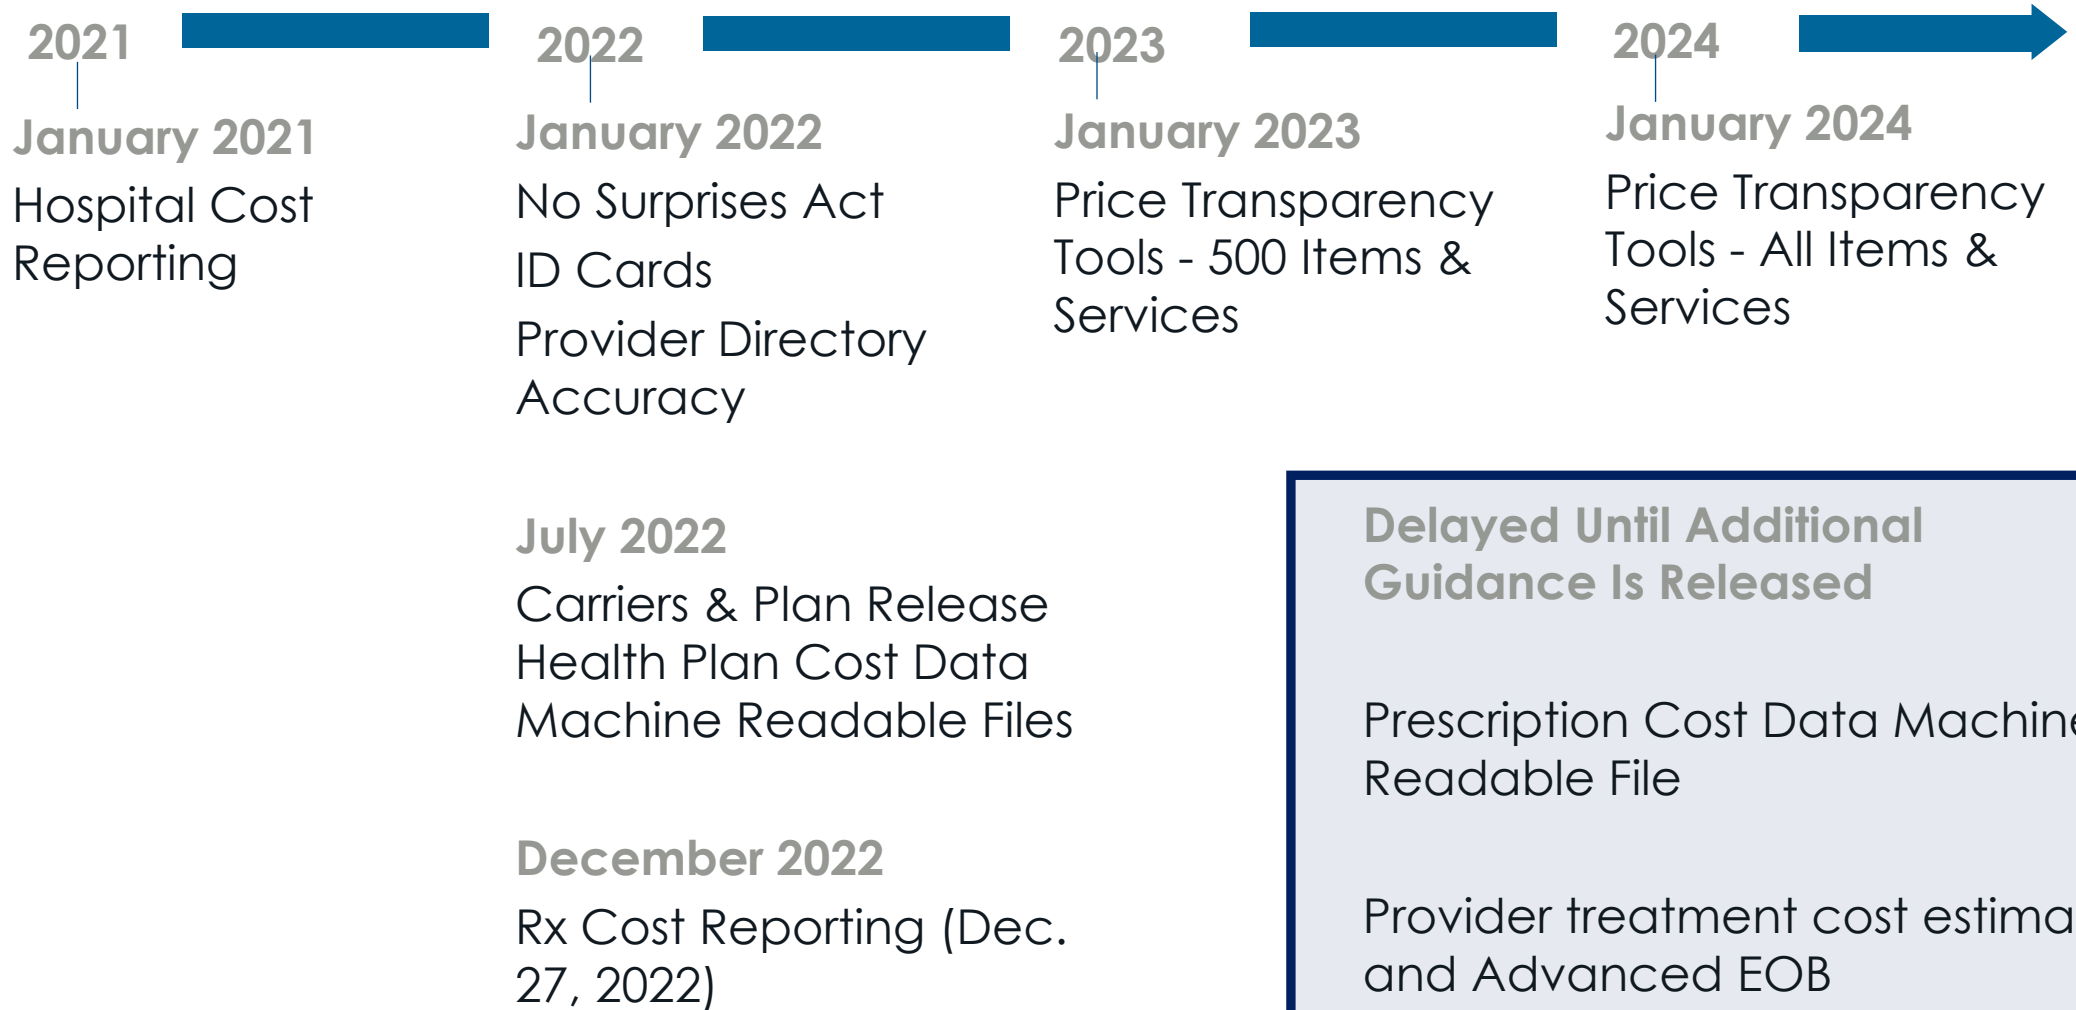 2021
2022
2023
2024
January 2021
Hospital Cost
Reporting
January 2022
No Surprises Act
ID Cards
Provider Directory
Accuracy
July 2022
Carriers & Plan Release
Health Plan Cost Data
Machine Readable Files
December 2022
Rx Cost Reporting (Dec.
27, 2022)
January 2023
Price Transparency
Tools - 500 Items &
Services
January 2024
Price Transparency
Tools - All Items &
Services
Delayed Until Additional
Guidance Is Released
Prescription Cost Data Machine
Readable File
Provider treatment cost estima
and Advanced EOB